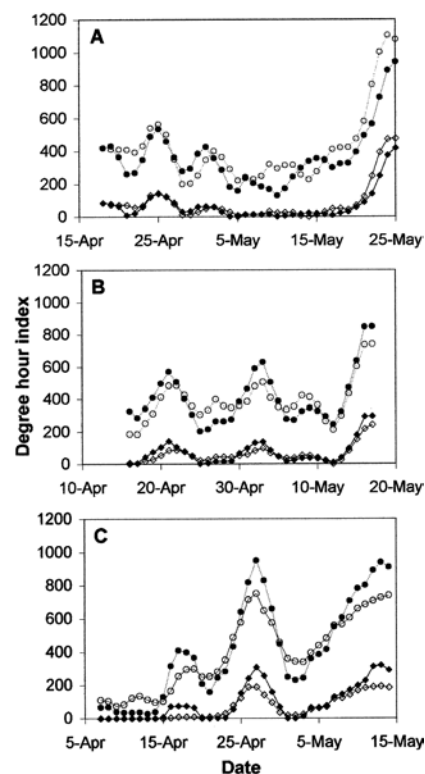 A
1200
1000
800
600
400
200
0
15-Apr 25-Apr 5-May 15-May 25-May
Degree hour index
B
1200
1000
800
600
400
200
0
10-Apr 20-Apr 30-Apr 10-May 20-May
C
1200
1000
800
600
400
200
0
5-Apr 15-Apr 25-Apr 5-May 15-May
Date